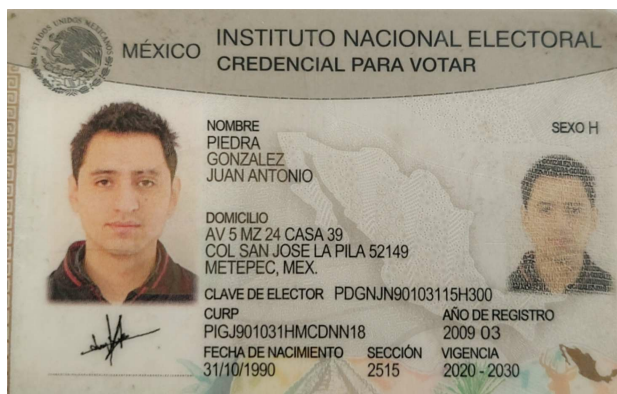 MÉXICO
INSTITUTO NACIONAL ELECTORAL
CREDENCIAL PARA VOTAR
NOMBRE
SEXO H
PIEDRA
GONZALEZ
JUAN ANTONIO
DOMICILIO
AV 5 MZ 24 CASA 39
COL SAN JOSE LA PILA 52149
METEPEC, MEX.
CLAVE DE ELECTOR PDGNJN90103115H300
CURP
PIGJ901031HMCDNN18
AÑO DE REGISTRO
2009 03
FECHA DE NACIMIENTO
31/10/1990
SECCIÓN
2515
VIGENCIA
2020 - 2030